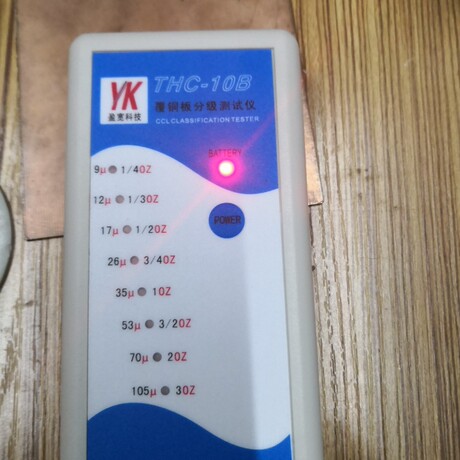 YK
盈宽科技
THC-10B
覆铜板分级测试仪
CCL CLASSIFICATION TESTER
BATTERY
POWER
9μ 1/4OZ
12μ 1/3OZ
17μ 1/2OZ
26μ 3/4OZ
35μ 1OZ
53μ 3/2OZ
70μ 2OZ
105μ 3OZ